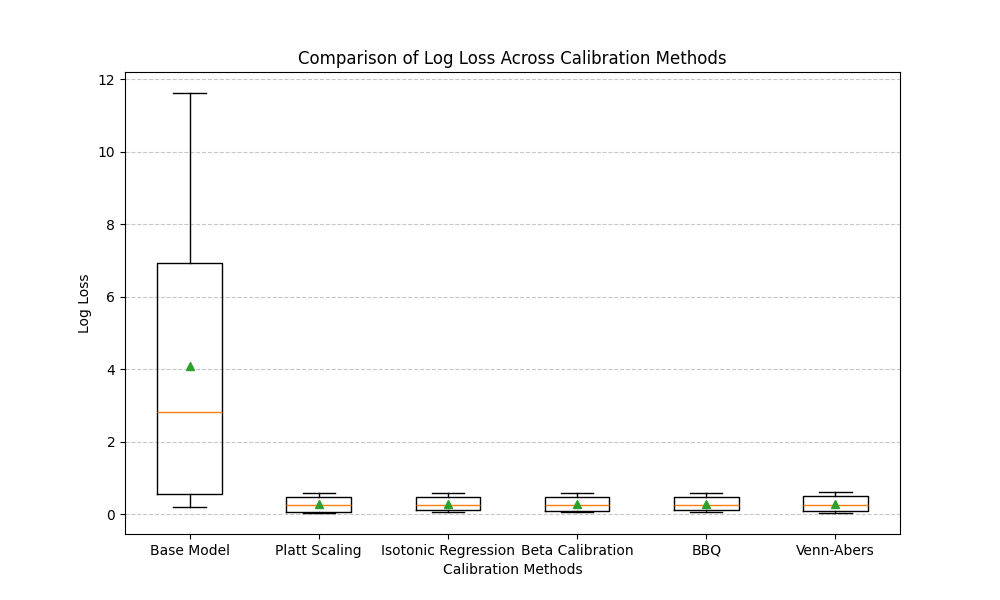 Comparison of Log Loss Across Calibration Methods
12
10
8
6
4
2
0
Log Loss
Base Model Platt Scaling Isotonic Regression Beta Calibration BBQ Venn-Abers
Calibration Methods